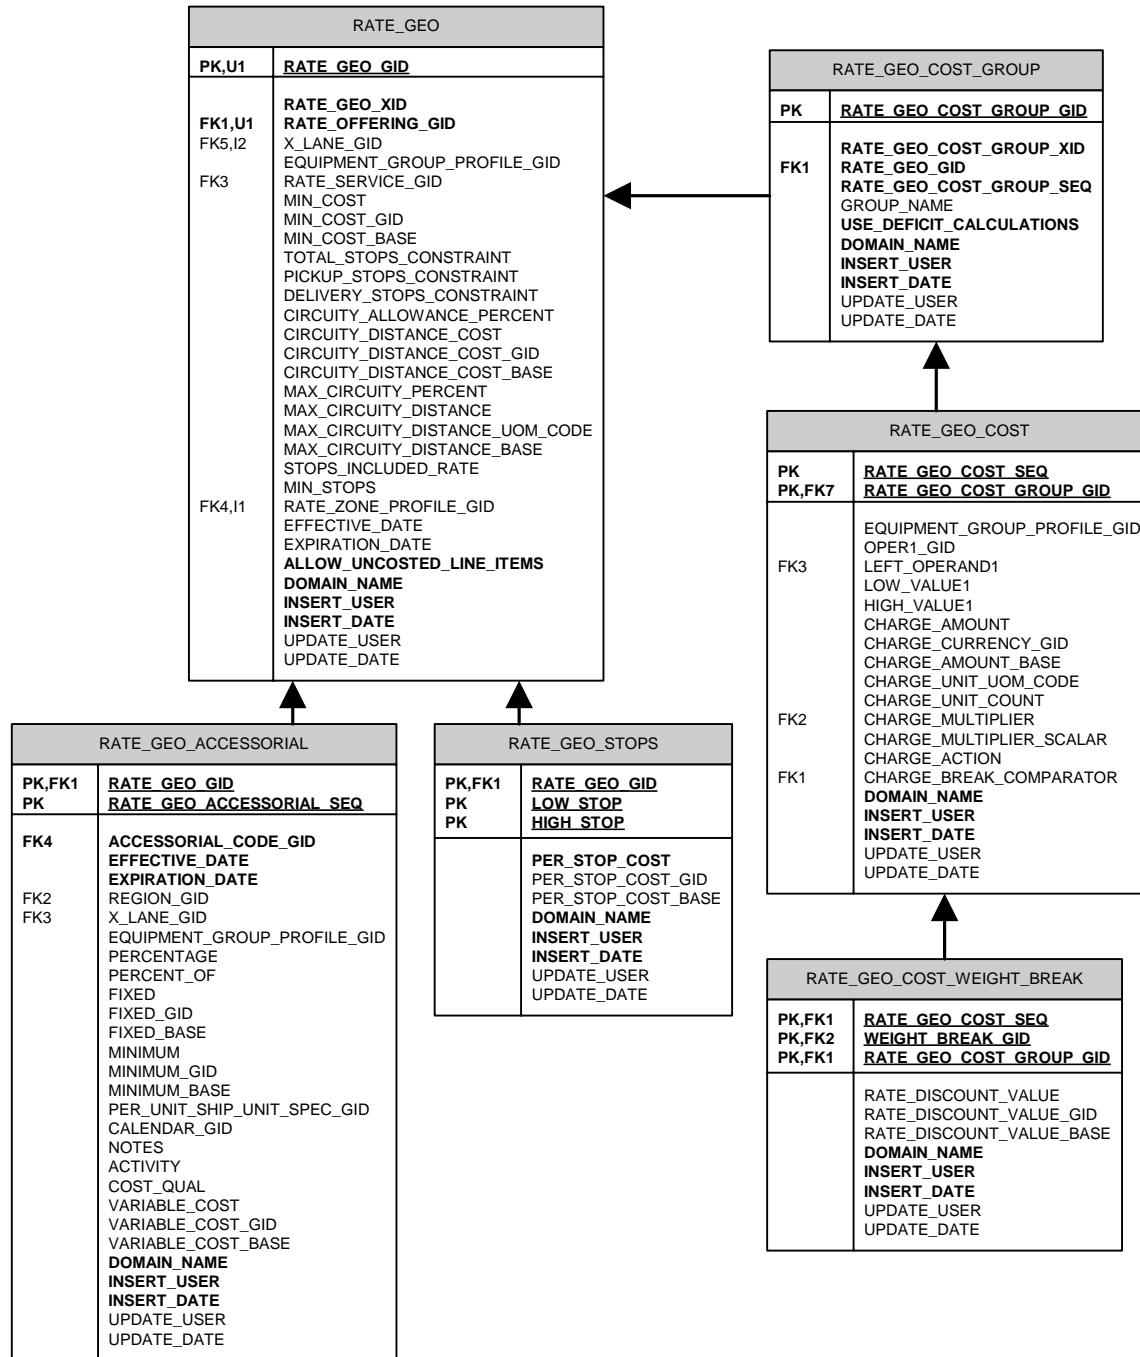 RATE_GEO
PK,U1 RATE_GEO_GID
RATE_GEO_XID
FK1,U1 RATE_OFFERING_GID
FK5,I2 X_LANE_GID
EQUIPMENT_GROUP_PROFILE_GID
FK3 RATE_SERVICE_GID
MIN_COST
MIN_COST_GID
MIN_COST_BASE
TOTAL_STOPS_CONSTRAINT
PICKUP_STOPS_CONSTRAINT
DELIVERY_STOPS_CONSTRAINT
CIRCUITY_ALLOWANCE_PERCENT
CIRCUITY_DISTANCE_COST
CIRCUITY_DISTANCE_COST_GID
CIRCUITY_DISTANCE_COST_BASE
MAX_CIRCUITY_PERCENT
MAX_CIRCUITY_DISTANCE
MAX_CIRCUITY_DISTANCE_UOM_CODE
MAX_CIRCUITY_DISTANCE_BASE
STOPS_INCLUDED_RATE
MIN_STOPS
FK4,I1 RATE_ZONE_PROFILE_GID
EFFECTIVE_DATE
EXPIRATION_DATE
ALLOW_UNCOSTED_LINE_ITEMS
DOMAIN_NAME
INSERT_USER
INSERT_DATE
UPDATE_USER
UPDATE_DATE
RATE_GEO_COST_GROUP
PK RATE_GEO_COST_GROUP_GID
RATE_GEO_COST_GROUP_XID
FK1 RATE_GEO_GID
RATE_GEO_COST_GROUP_SEQ
GROUP_NAME
USE_DEFICIT_CALCULATIONS
DOMAIN_NAME
INSERT_USER
INSERT_DATE
UPDATE_USER
UPDATE_DATE
RATE_GEO_COST
PK RATE_GEO_COST_SEQ
PK,FK7 RATE_GEO_COST_GROUP_GID
EQUIPMENT_GROUP_PROFILE_GID
OPER1_GID
FK3 LEFT_OPERAND1
LOW_VALUE1
HIGH_VALUE1
CHARGE_AMOUNT
CHARGE_CURRENCY_GID
CHARGE_AMOUNT_BASE
CHARGE_UNIT_UOM_CODE
CHARGE_UNIT_COUNT
FK2 CHARGE_MULTIPLIER
CHARGE_MULTIPLIER_SCALAR
CHARGE_ACTION
FK1 CHARGE_BREAK_COMPARATOR
DOMAIN_NAME
INSERT_USER
INSERT_DATE
UPDATE_USER
UPDATE_DATE
RATE_GEO_ACCESSORIAL
PK,FK1 RATE_GEO_GID
PK RATE_GEO_ACCESSORIAL_SEQ
FK4 ACCESSORIAL_CODE_GID
EFFECTIVE_DATE
EXPIRATION_DATE
FK2 REGION_GID
FK3 X_LANE_GID
EQUIPMENT_GROUP_PROFILE_GID
PERCENTAGE
PERCENT_OF
FIXED
FIXED_GID
FIXED_BASE
MINIMUM
MINIMUM_GID
MINIMUM_BASE
PER_UNIT_SHIP_UNIT_SPEC_GID
CALENDAR_GID
NOTES
ACTIVITY
COST_QUAL
VARIABLE_COST
VARIABLE_COST_GID
VARIABLE_COST_BASE
DOMAIN_NAME
INSERT_USER
INSERT_DATE
UPDATE_USER
UPDATE_DATE
RATE_GEO_STOPS
PK,FK1 RATE_GEO_GID
PK LOW_STOP
PK HIGH_STOP
PER_STOP_COST
PER_STOP_COST_GID
PER_STOP_COST_BASE
DOMAIN_NAME
INSERT_USER
INSERT_DATE
UPDATE_USER
UPDATE_DATE
RATE_GEO_COST_WEIGHT_BREAK
PK,FK1 RATE_GEO_COST_SEQ
PK,FK2 WEIGHT_BREAK_GID
PK,FK1 RATE_GEO_COST_GROUP_GID
RATE_DISCOUNT_VALUE
RATE_DISCOUNT_VALUE_GID
RATE_DISCOUNT_VALUE_BASE
DOMAIN_NAME
INSERT_USER
INSERT_DATE
UPDATE_USER
UPDATE_DATE